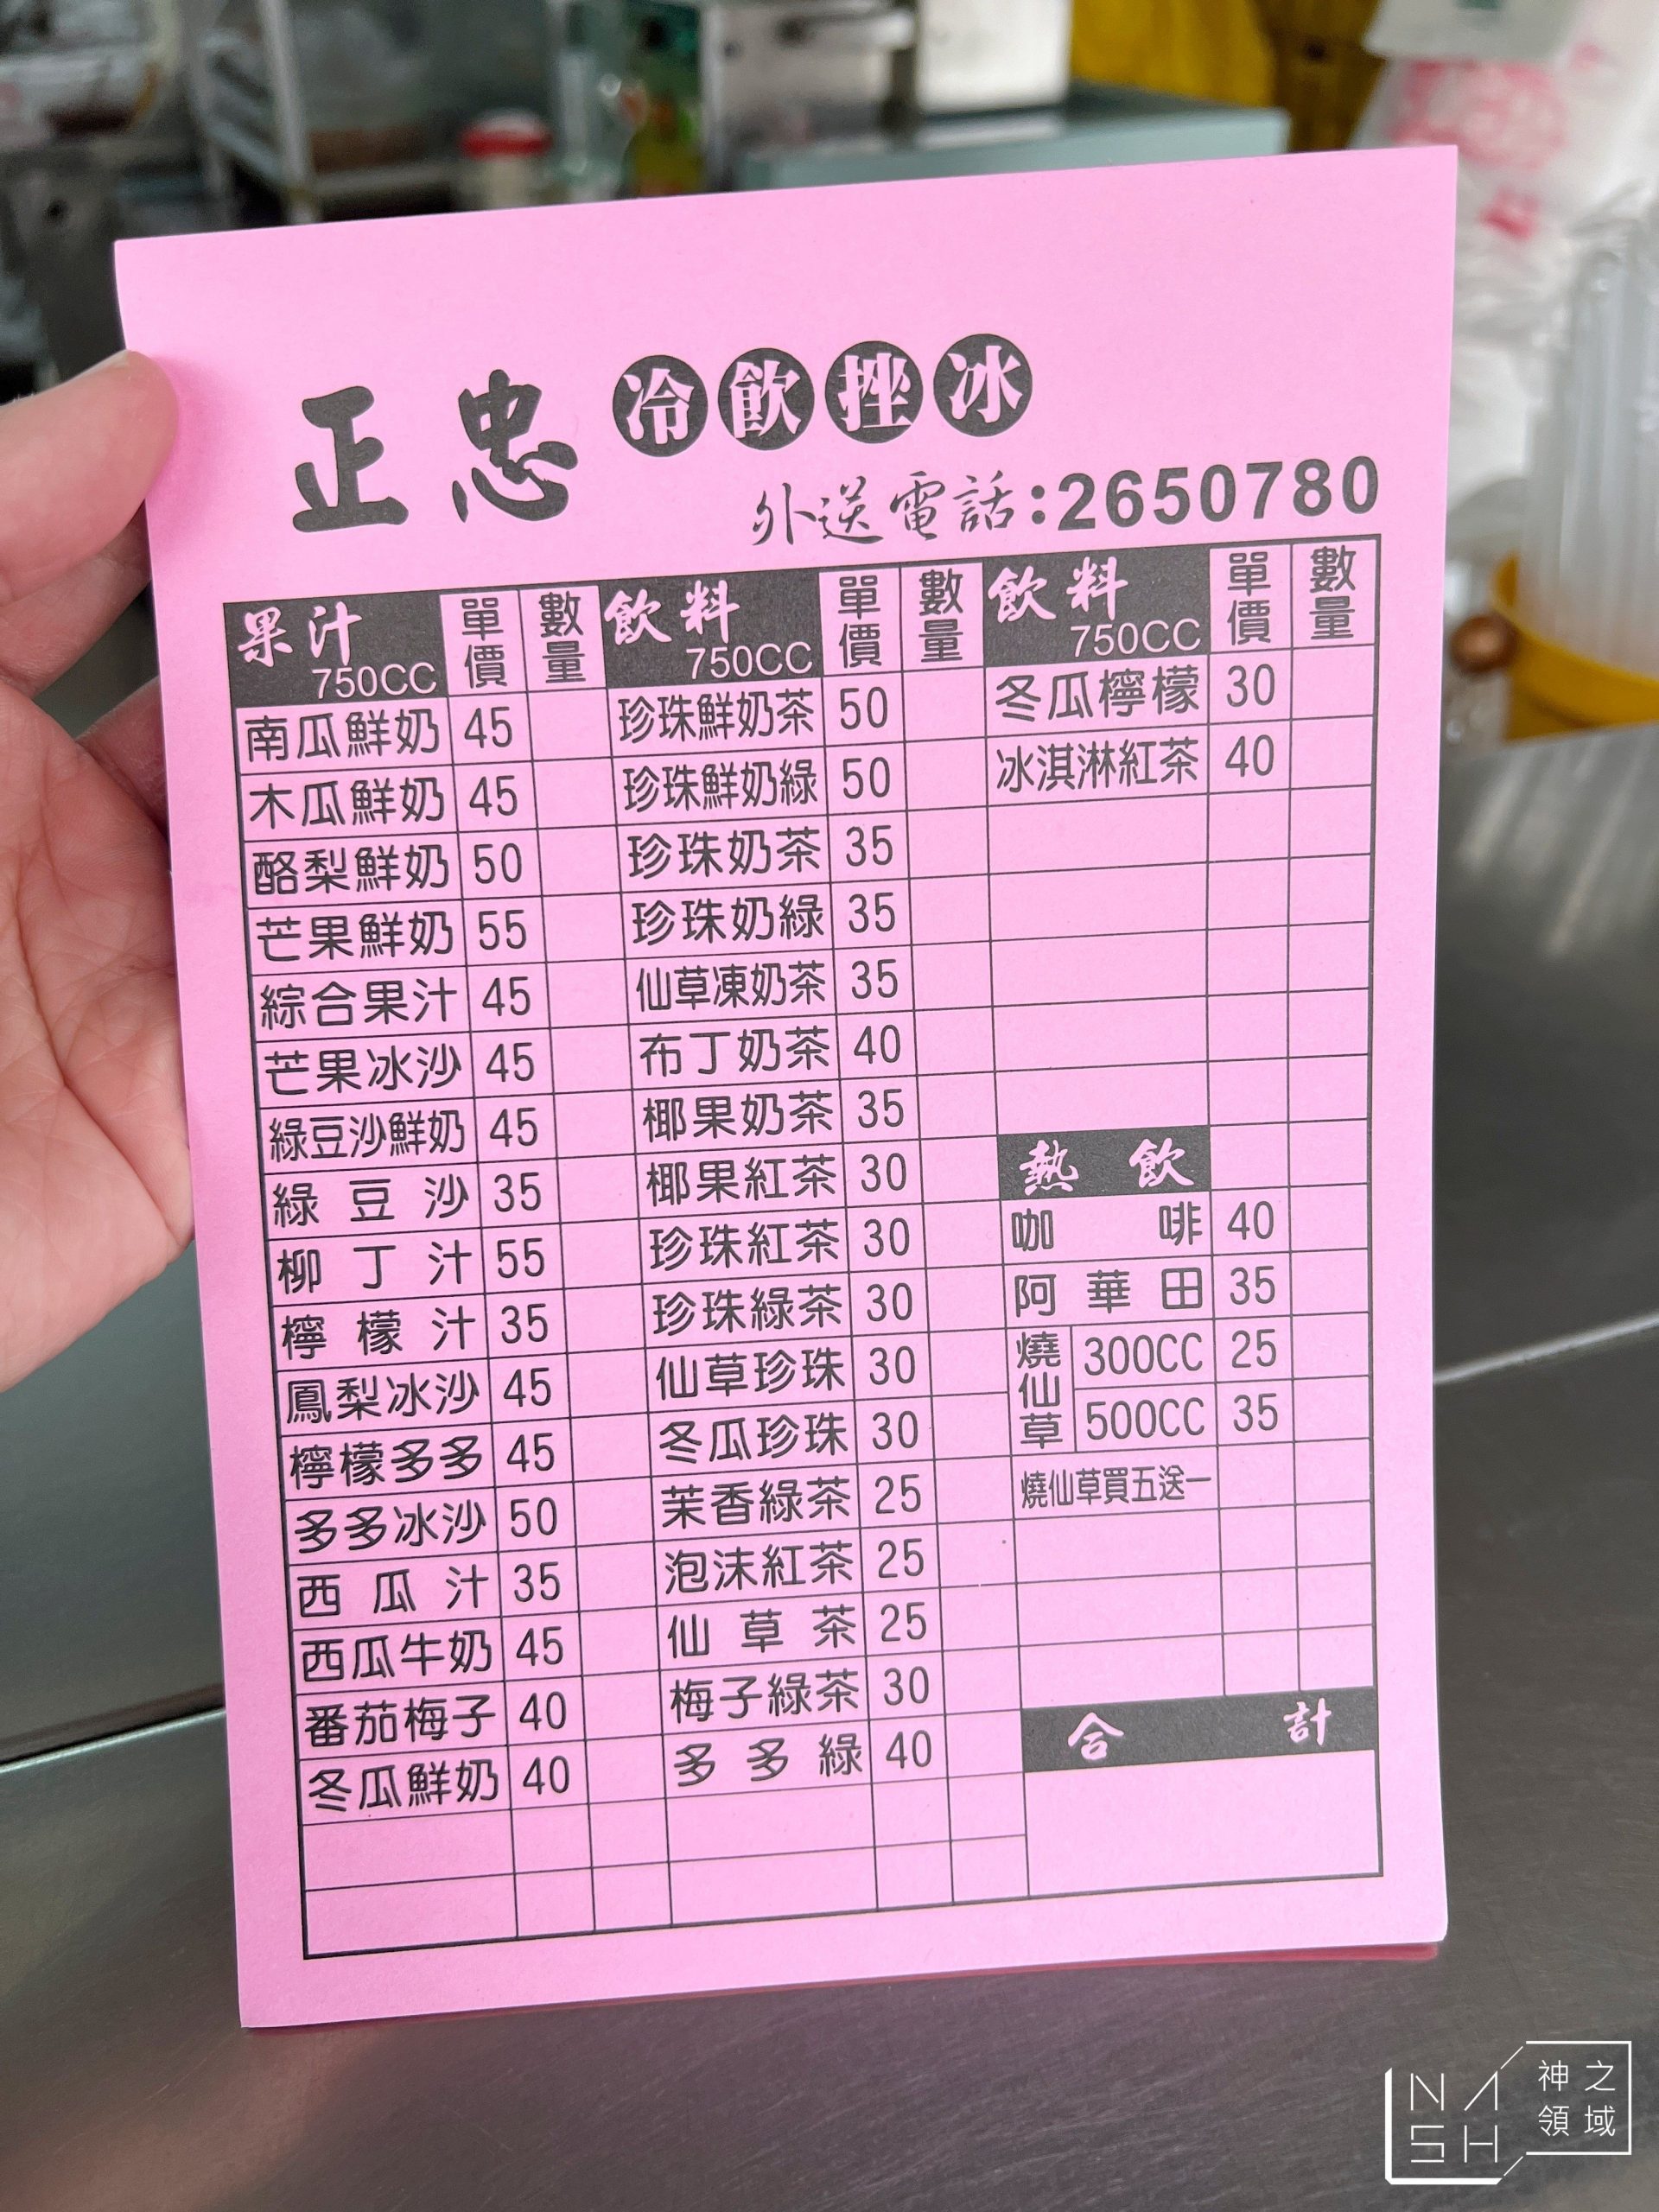 正忠 冷飲挫冰
外送電話:2650780
果汁 750CC 單價 數量 飲料 750CC 單價 數量 飲料 750CC 單價 數量
南瓜鮮奶 45 珍珠鮮奶茶 50 冬瓜檸檬 30
木瓜鮮奶 45 珍珠鮮奶綠 50 冰淇淋紅茶 40
酪梨鮮奶 50 珍珠奶茶 35
芒果鮮奶 55 珍珠奶綠 35
綜合果汁 45 仙草凍奶茶 35
芒果冰沙 45 布丁奶茶 40
綠豆沙鮮奶 45 椰果奶茶 35
綠豆沙 35 椰果紅茶 30 熱飲
柳丁汁 55 珍珠紅茶 30 咖啡 40
檸檬汁 35 珍珠綠茶 30 阿華田 35
鳳梨冰沙 45 仙草珍珠 30 燒仙草 300CC 25
檸檬多多 45 冬瓜珍珠 30 500CC 35
多多冰沙 50 茉香綠茶 25 燒仙草買五送一
西瓜汁 35 泡沫紅茶 25
西瓜牛奶 45 仙草茶 25
番茄梅子 40 梅子綠茶 30 合計
冬瓜鮮奶 40 多多綠 40
NASH 神之領域